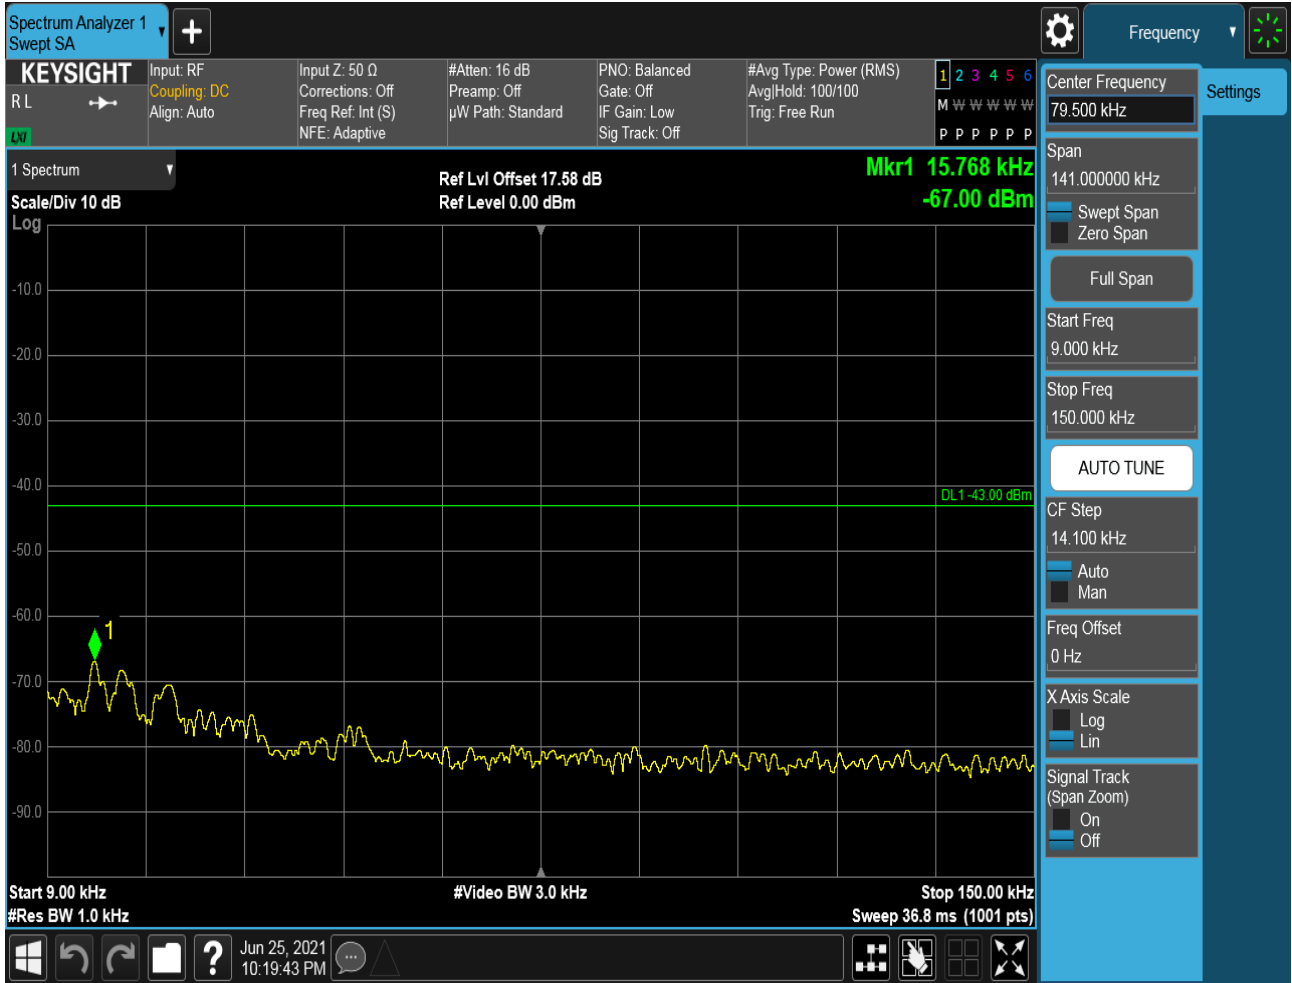 Spectrum Analyzer 1
Swept SA
+
Frequency
KEYSIGHT
R L
LXI
Input: RF
Coupling: DC
Align: Auto
Input Z: 50 Ω
Corrections: Off
Freq Ref: Int (S)
NFE: Adaptive
#Atten: 16 dB
Preamp: Off
µW Path: Standard
PNO: Balanced
Gate: Off
IF Gain: Low
Sig Track: Off
#Avg Type: Power (RMS)
Avg|Hold: 100/100
Trig: Free Run
1 2 3 4 5 6
M W W W W W
P P P P P P
1 Spectrum
Scale/Div 10 dB
Log
Ref Lvl Offset 17.58 dB
Ref Level 0.00 dBm
Mkr1 15.768 kHz
-67.00 dBm
-10.0
-20.0
-30.0
-40.0
DL1 -43.00 dBm
-50.0
-60.0
1
-70.0
-80.0
-90.0
Start 9.00 kHz
#Video BW 3.0 kHz
Stop 150.00 kHz
#Res BW 1.0 kHz
Sweep 36.8 ms (1001 pts)
?
Jun 25, 2021
10:19:43 PM
Center Frequency
79.500 kHz
Settings
Span
141.000000 kHz
Swept Span
Zero Span
Full Span
Start Freq
9.000 kHz
Stop Freq
150.000 kHz
AUTO TUNE
CF Step
14.100 kHz
Auto
Man
Freq Offset
0 Hz
X Axis Scale
Log
Lin
Signal Track
(Span Zoom)
On
Off